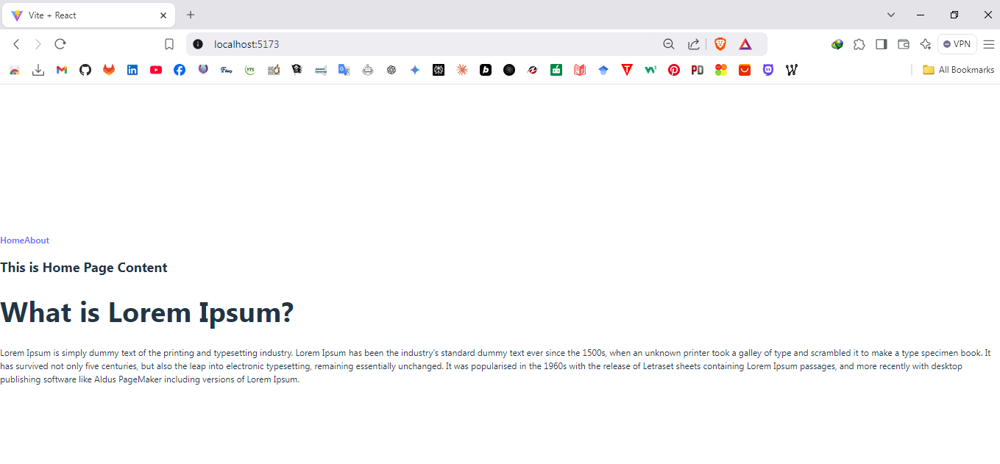 Vite + React
localhost:5173
VPN
All Bookmarks
HomeAbout
This is Home Page Content
What is Lorem Ipsum?
Lorem Ipsum is simply dummy text of the printing and typesetting industry. Lorem Ipsum has been the industry's standard dummy text ever since the 1500s, when an unknown printer took a galley of type and scrambled it to make a type specimen book. It
has survived not only five centuries, but also the leap into electronic typesetting, remaining essentially unchanged. It was popularised in the 1960s with the release of Letraset sheets containing Lorem Ipsum passages, and more recently with desktop
publishing software like Aldus PageMaker including versions of Lorem Ipsum.